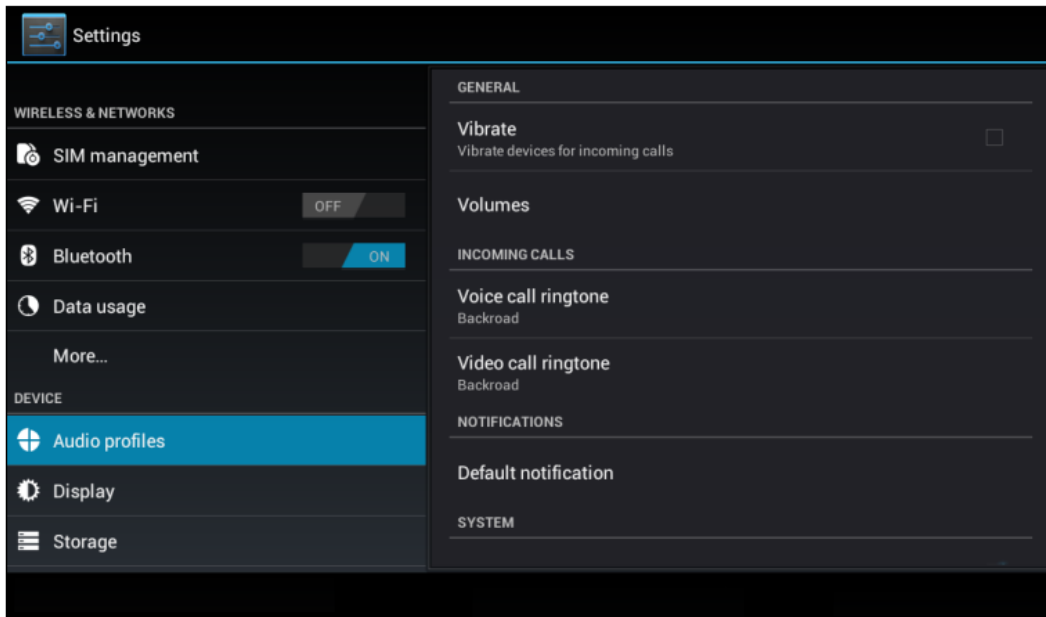 Settings
WIRELESS & NETWORKS
SIM management
Wi-Fi
OFF
Bluetooth
ON
Data usage
More...
DEVICE
Audio profiles
Display
Storage
GENERAL
Vibrate
Vibrate devices for incoming calls
Volumes
INCOMING CALLS
Voice call ringtone
Backroad
Video call ringtone
Backroad
NOTIFICATIONS
Default notification
SYSTEM